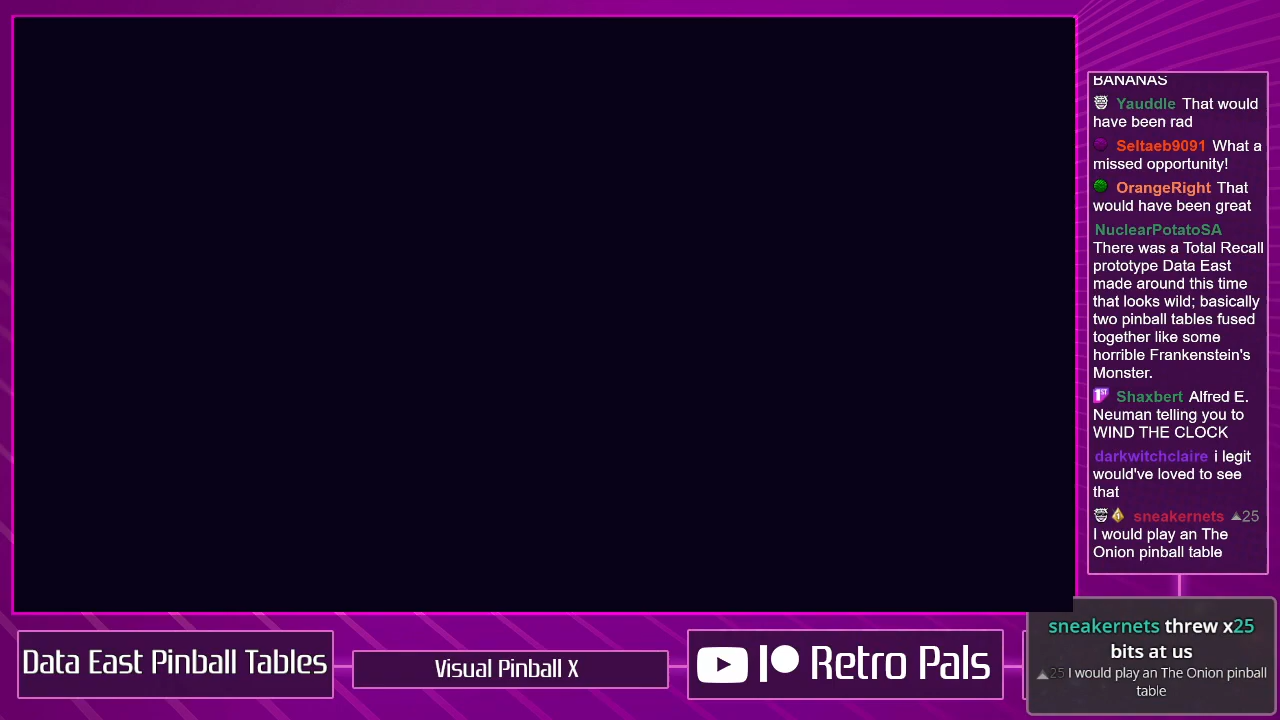 BANANAS
Yauddle That would
have been rad
Seltaeb9091 What a
missed opportunity!
OrangeRight That
would have been great
NuclearPotatoSA
There was a Total Recall
prototype Data East
made around this time
that looks wild; basically
two pinball tables fused
together like some
horrible Frankenstein's
Monster.
1ST Shaxbert Alfred E.
Neuman telling you to
WIND THE CLOCK
darkwitchclaire i legit
would've loved to see
that
sneakernets 25
I would play an The
Onion pinball table
sneakernets threw x25
bits at us
25 I would play an The Onion pinball
table
Data East Pinball Tables
Visual Pinball X
Retro Pals